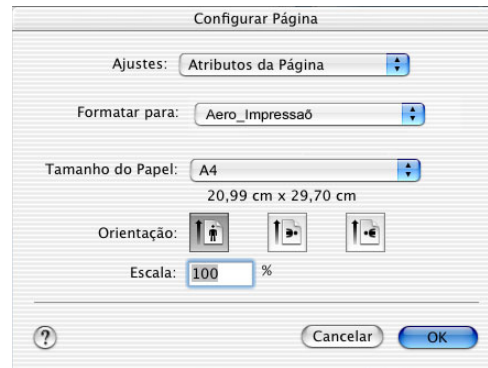 Configurar Página
Ajustes: Atributos da Página
Formatar para: Aero_Impressaõ
Tamanho do Papel: A4
20,99 cm x 29,70 cm
Orientação:
Escala: 100 %
? Cancelar OK